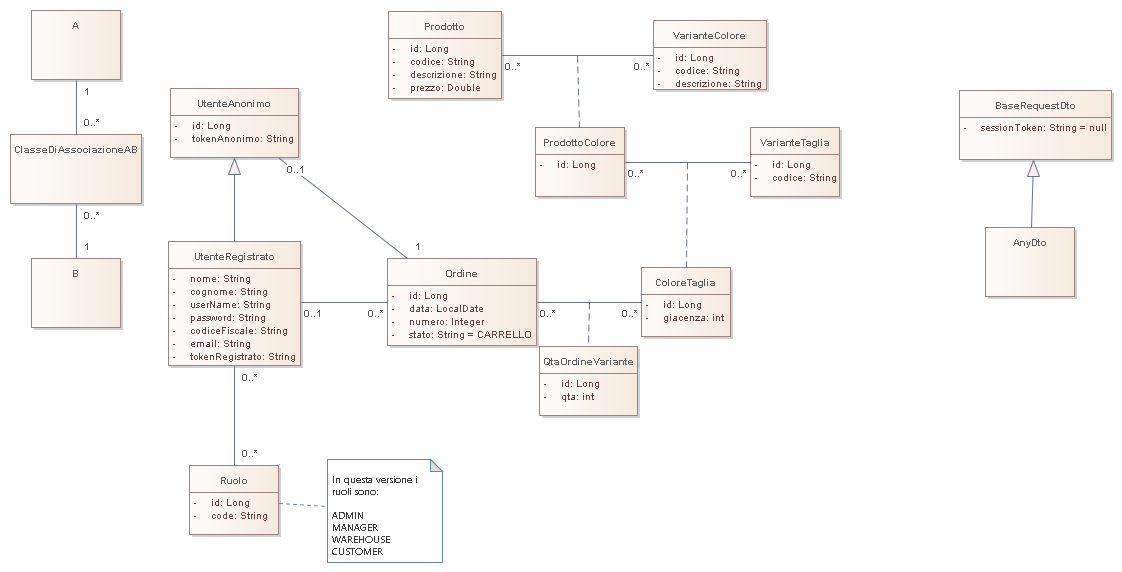 A
1
0..*
ClasseDiAssociazioneAB
0..*
1
B
UtenteAnonimo
- id: Long
- tokenAnonimo: String
0..1
1
UtenteRegistrato
- nome: String
- cognome: String
- userName: String
- password: String
- codiceFiscale: String
- email: String
- tokenRegistrato: String
0..1
0..*
0..*
0..*
Ruolo
- id: Long
- code: String
In questa versione i
ruoli sono:
ADMIN
MANAGER
WAREHOUSE
CUSTOMER
Prodotto
- id: Long
- codice: String
- descrizione: String
- prezzo: Double
0..*
0..*
VarianteColore
- id: Long
- codice: String
- descrizione: String
ProdottoColore
- id: Long
0..*
0..*
VarianteTaglia
- id: Long
- codice: String
Ordine
- id: Long
- data: LocalDate
- numero: Integer
- stato: String = CARRELLO
0..*
0..*
ColoreTaglia
- id: Long
- giacenza: int
QtaOrdineVariante
- id: Long
- qta: int
BaseRequestDto
- sessionToken: String = null
AnyDto